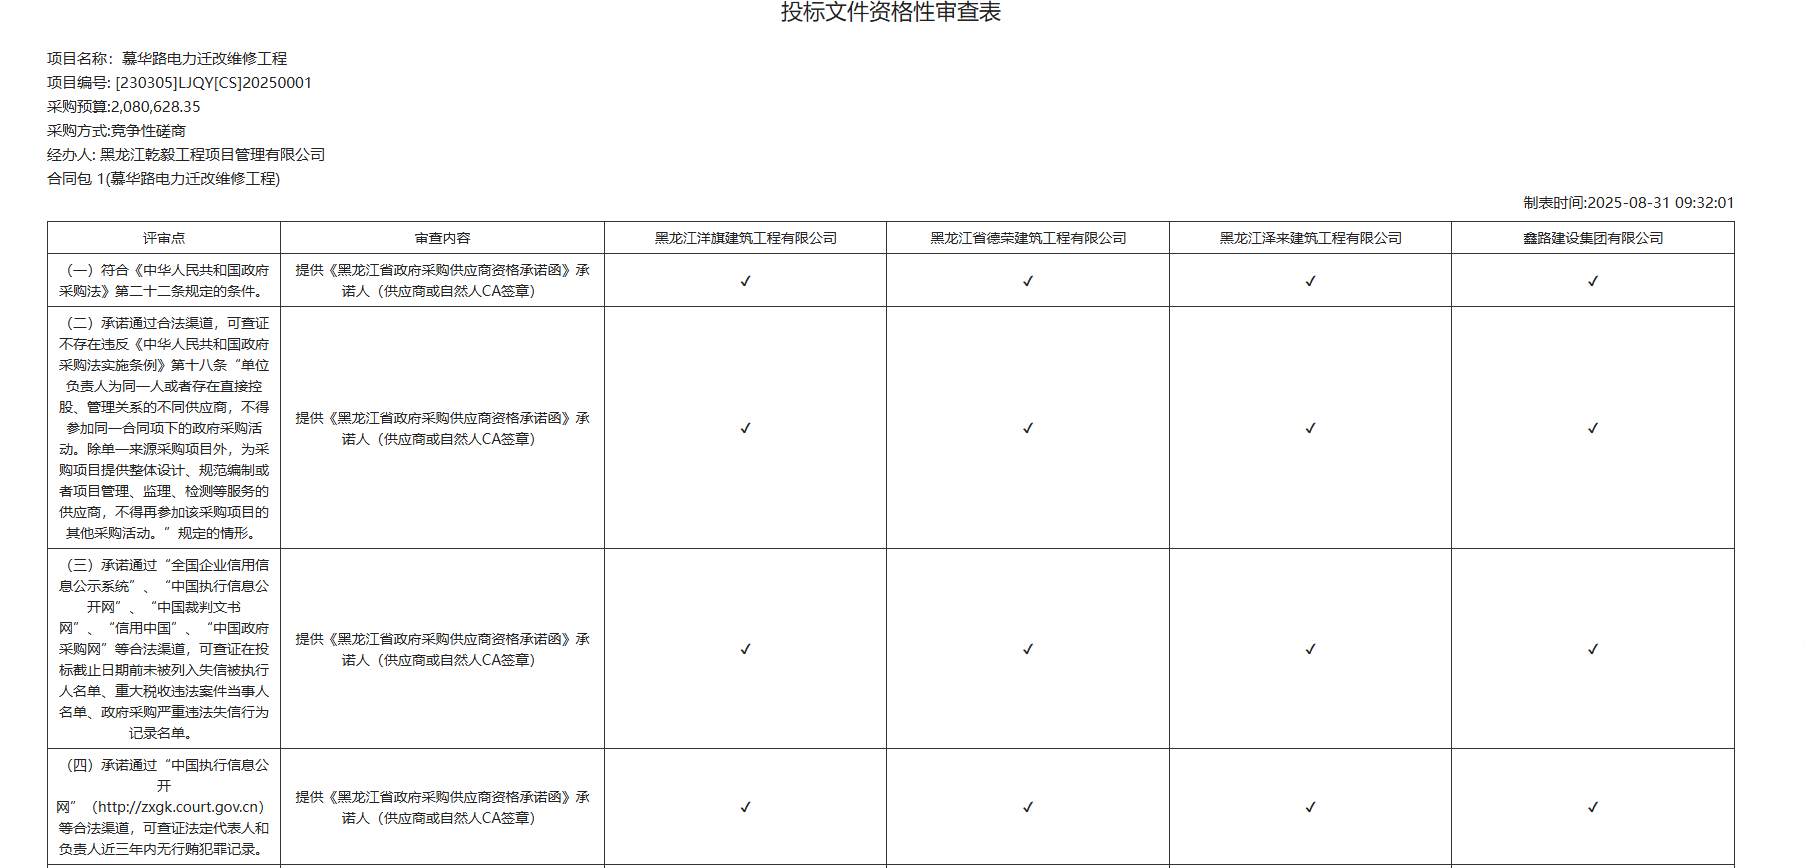 投标文件资格性审查表
项目名称：慕华路电力迁改维修工程
项目编号: [230305]LJQY[CS]20250001
采购预算:2,080,628.35
采购方式:竞争性磋商
经办人: 黑龙江乾毅工程项目管理有限公司
合同包 1(慕华路电力迁改维修工程)
制表时间:2025-08-31 09:32:01
评审点 审查内容 黑龙江洋旗建筑工程有限公司 黑龙江省德荣建筑工程有限公司 黑龙江泽来建筑工程有限公司 鑫路建设集团有限公司
（一）符合《中华人民共和国政府
采购法》第二十二条规定的条件。
提供《黑龙江省政府采购供应商资格承诺函》承
诺人（供应商或自然人CA签章）
✓ ✓ ✓ ✓
（二）承诺通过合法渠道，可查证
不存在违反《中华人民共和国政府
采购法实施条例》第十八条“单位
负责人为同一人或者存在直接控
股、管理关系的不同供应商，不得
参加同一合同项下的政府采购活
动。除单一来源采购项目外，为采
购项目提供整体设计、规范编制或
者项目管理、监理、检测等服务的
供应商，不得再参加该采购项目的
其他采购活动。”规定的情形。
提供《黑龙江省政府采购供应商资格承诺函》承
诺人（供应商或自然人CA签章）
✓ ✓ ✓ ✓
（三）承诺通过“全国企业信用信
息公示系统”、“中国执行信息公
开网”、“中国裁判文书
网”、“信用中国”、“中国政府
采购网”等合法渠道，可查证在投
标截止日期前未被列入失信被执行
人名单、重大税收违法案件当事人
名单、政府采购严重违法失信行为
记录名单。
提供《黑龙江省政府采购供应商资格承诺函》承
诺人（供应商或自然人CA签章）
✓ ✓ ✓ ✓
（四）承诺通过“中国执行信息公
开
网”（http://zxgk.court.gov.cn）
等合法渠道，可查证法定代表人和
负责人近三年内无行贿犯罪记录。
提供《黑龙江省政府采购供应商资格承诺函》承
诺人（供应商或自然人CA签章）
✓ ✓ ✓ ✓